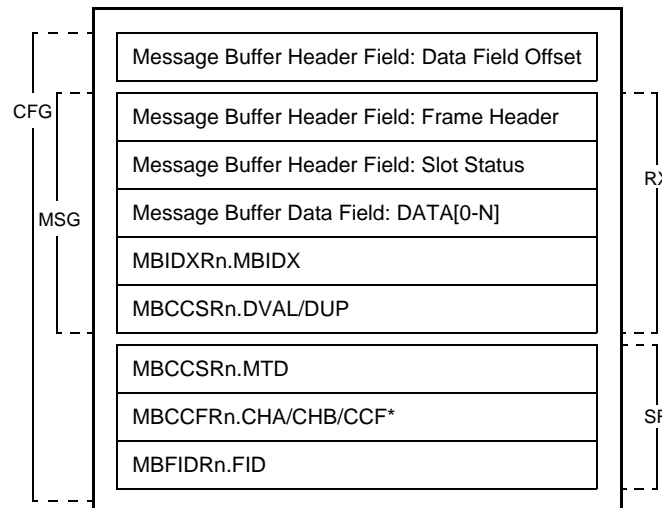 Message Buffer Header Field: Data Field Offset
CFG
Message Buffer Header Field: Frame Header
Message Buffer Header Field: Slot Status
RX
MSG
Message Buffer Data Field: DATA[0-N]
MBIDXRn.MBIDX
MBCCSRn.DVAL/DUP
MBCCSRn.MTD
MBCCFRn.CHA/CHB/CCF*
MBFIDRn.FID